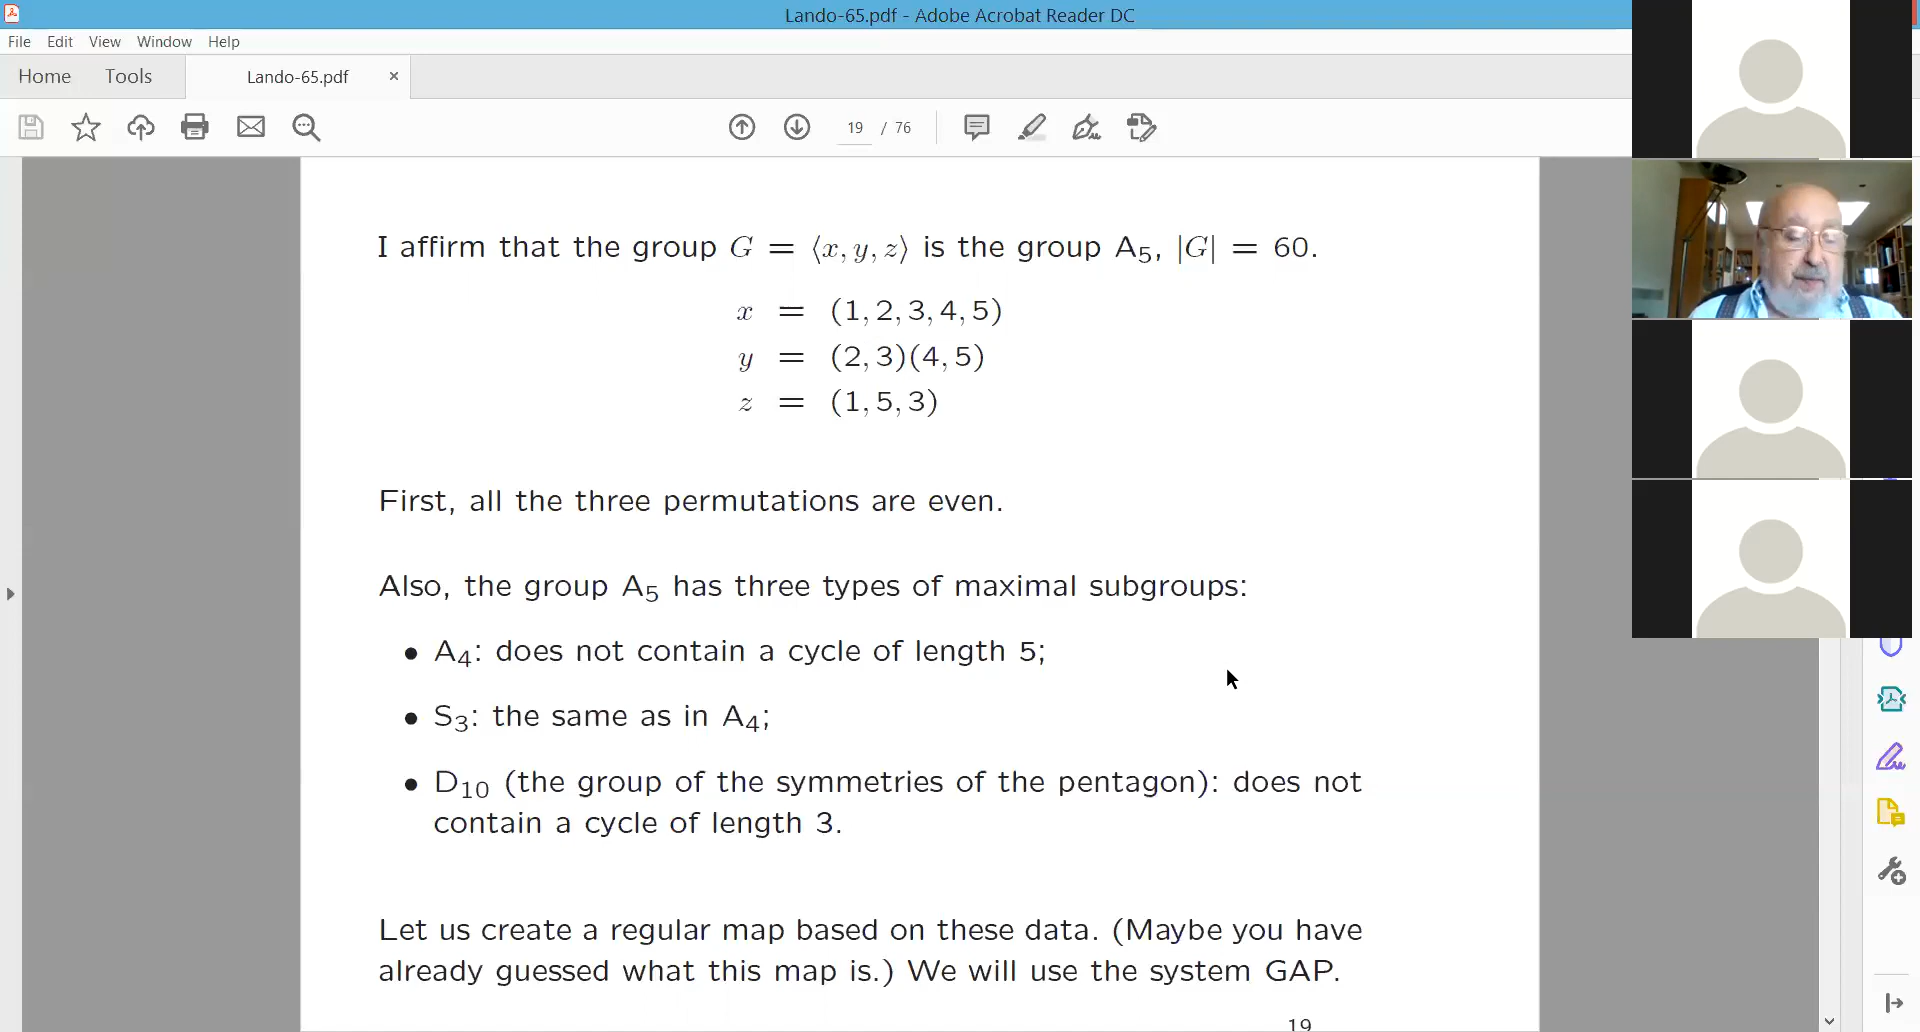 Lando-65.pdf - Adobe Acrobat Reader DC
File Edit View Window Help
Home Tools Lando-65.pdf ×
19 / 76
I affirm that the group G = ⟨x, y, z⟩ is the group A₅, |G| = 60.
x = (1, 2, 3, 4, 5)
y = (2, 3)(4, 5)
z = (1, 5, 3)
First, all the three permutations are even.
Also, the group A₅ has three types of maximal subgroups:
• A₄: does not contain a cycle of length 5;
• S₃: the same as in A₄;
• D₁₀ (the group of the symmetries of the pentagon): does not
contain a cycle of length 3.
Let us create a regular map based on these data. (Maybe you have
already guessed what this map is.) We will use the system GAP.
19